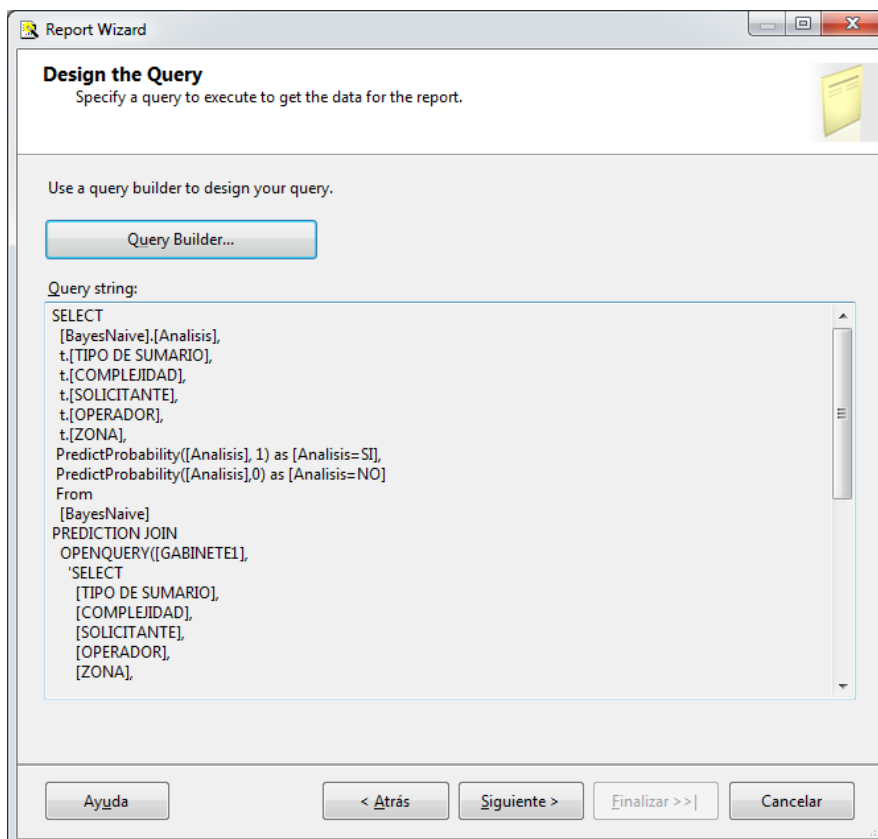 Report Wizard
Design the Query
Specify a query to execute to get the data for the report.
Use a query builder to design your query.
Query Builder...
Query string:
SELECT
[BayesNaive].[Analisis],
t.[TIPO DE SUMARIO],
t.[COMPLEJIDAD],
t.[SOLICITANTE],
t.[OPERADOR],
t.[ZONA],
PredictProbability([Analisis], 1) as [Analisis=SI],
PredictProbability([Analisis],0) as [Analisis=NO]
From
[BayesNaive]
PREDICTION JOIN
OPENQUERY([GABINETE1],
'SELECT
[TIPO DE SUMARIO],
[COMPLEJIDAD],
[SOLICITANTE],
[OPERADOR],
[ZONA],
Ayuda
< Atrás
Siguiente >
Finalizar >>|
Cancelar